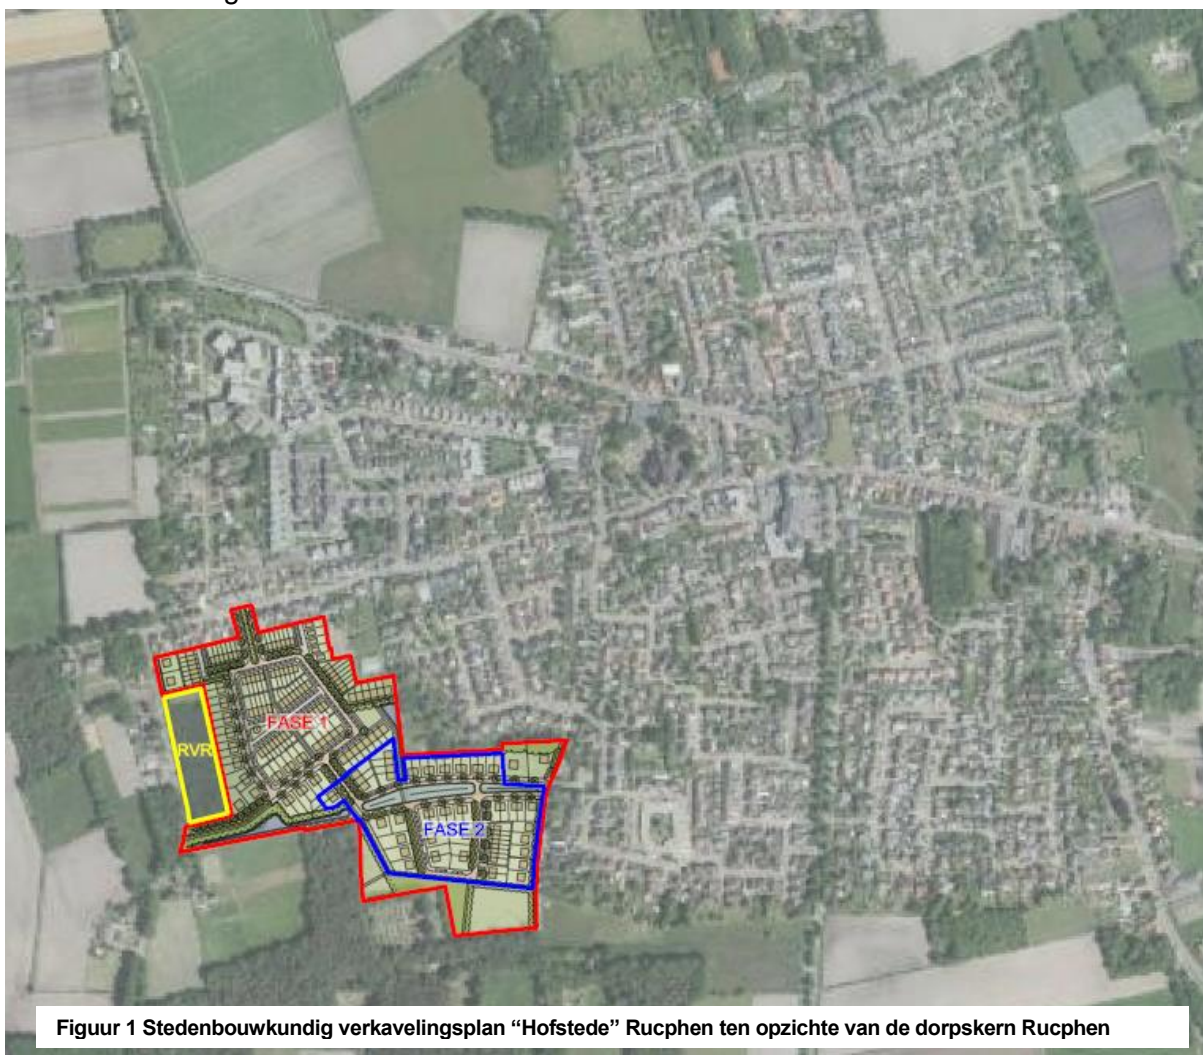 FASE 1
RVR
FASE 2
Figuur 1 Stedenbouwkundig verkavelingsplan “Hofstede” Rucphen ten opzichte van de dorpskern Rucphen